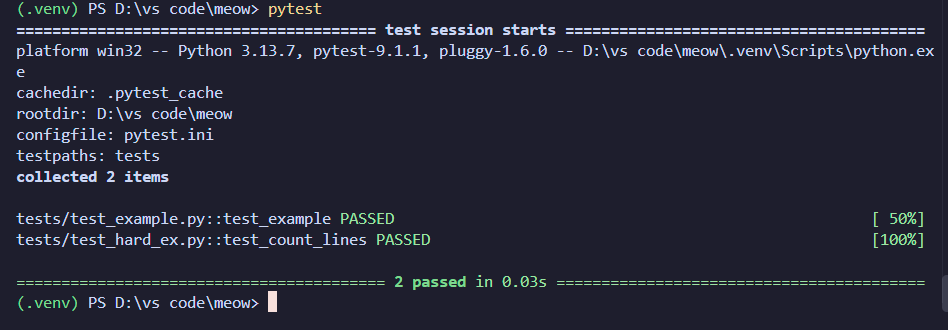 (.venv) PS D:\vs code\meow> pytest
======================================== test session starts ========================================
platform win32 -- Python 3.13.7, pytest-9.1.1, pluggy-1.6.0 -- D:\vs code\meow\.venv\Scripts\python.ex
e
cachedir: .pytest_cache
rootdir: D:\vs code\meow
configfile: pytest.ini
testpaths: tests
collected 2 items
tests/test_example.py::test_example PASSED [ 50%]
tests/test_hard_ex.py::test_count_lines PASSED [100%]
========================================= 2 passed in 0.03s =========================================
(.venv) PS D:\vs code\meow>